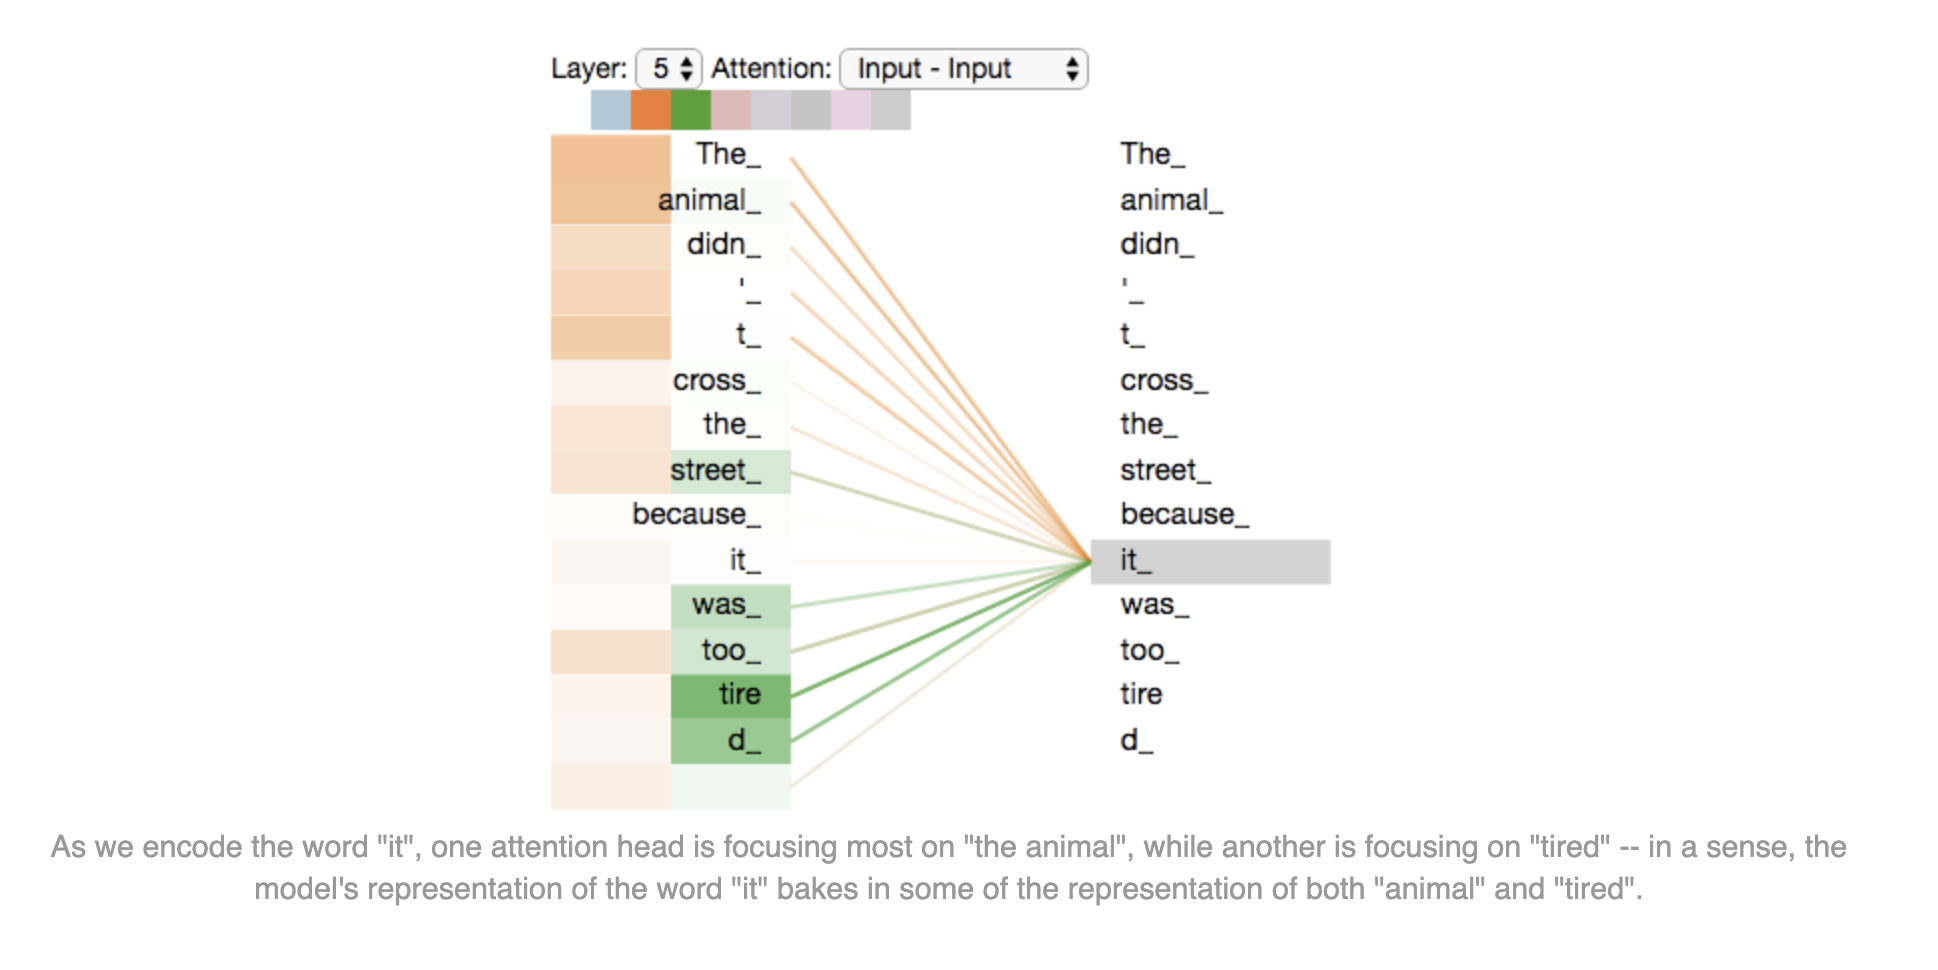 Layer: 5 Attention: Input - Input
The_ The_
animal_ animal_
didn_ didn_
'_ '_
t_ t_
cross_ cross_
the_ the_
street_ street_
because_ because_
it_ it_
was_ was_
too_ too_
tire tire
d_ d_
As we encode the word "it", one attention head is focusing most on "the animal", while another is focusing on "tired" -- in a sense, the
model's representation of the word "it" bakes in some of the representation of both "animal" and "tired".